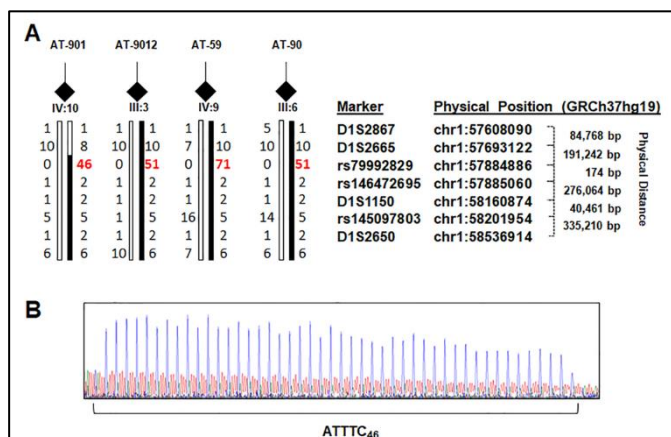 A
AT-901 AT-9012 AT-59 AT-90
IV:10 III:3 IV:9 III:6
1 1 1 1 1 1 5 1
10 8 10 10 7 10 10 10
0 46 0 51 0 71 0 51
1 2 1 2 1 2 1 2
1 2 1 2 1 2 1 2
5 5 5 5 16 5 14 5
1 2 1 2 1 2 1 2
6 6 10 6 7 6 6 6
Marker Physical Position (GRCh37hg19)
D1S2867 chr1:57608090
84,768 bp
D1S2665 chr1:57693122
191,242 bp
rs79992829 chr1:57884886
174 bp
rs146472695 chr1:57885060
276,064 bp
D1S1150 chr1:58160874
40,461 bp
rs145097803 chr1:58201954
335,210 bp
D1S2650 chr1:58536914
Physical Distance
B
ATTTC46